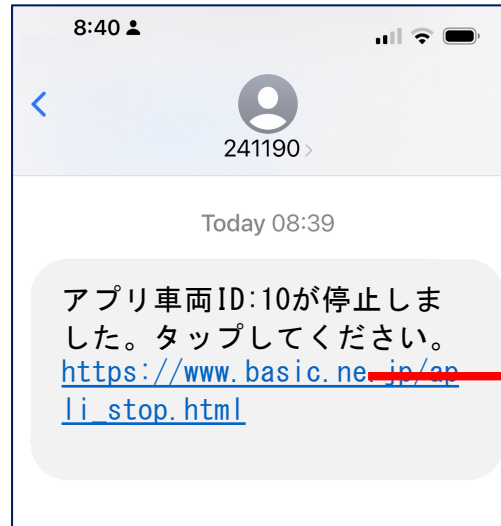 8:40
241190
Today 08:39
アプリ車両ID:10が停止しま
した。タップしてください。
https://www.basic.ne.jp/ap
li_stop.html